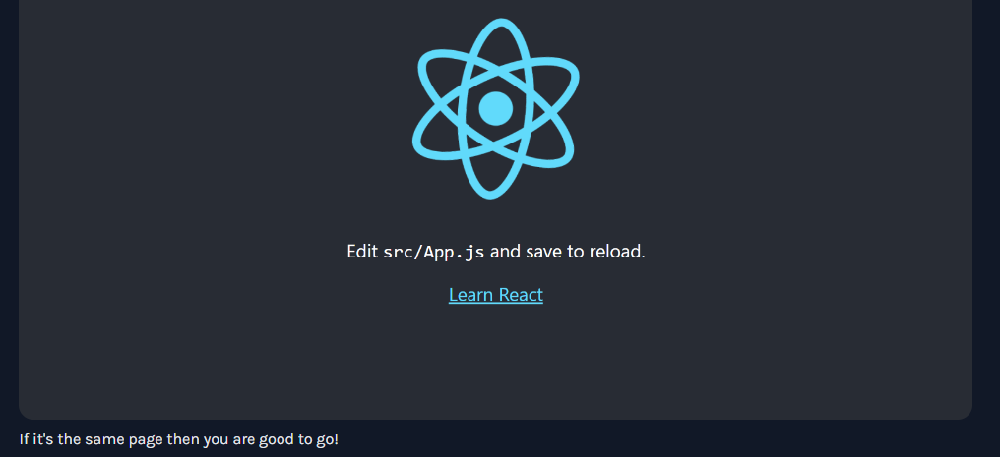 Edit src/App.js and save to reload.
Learn React
If it's the same page then you are good to go!